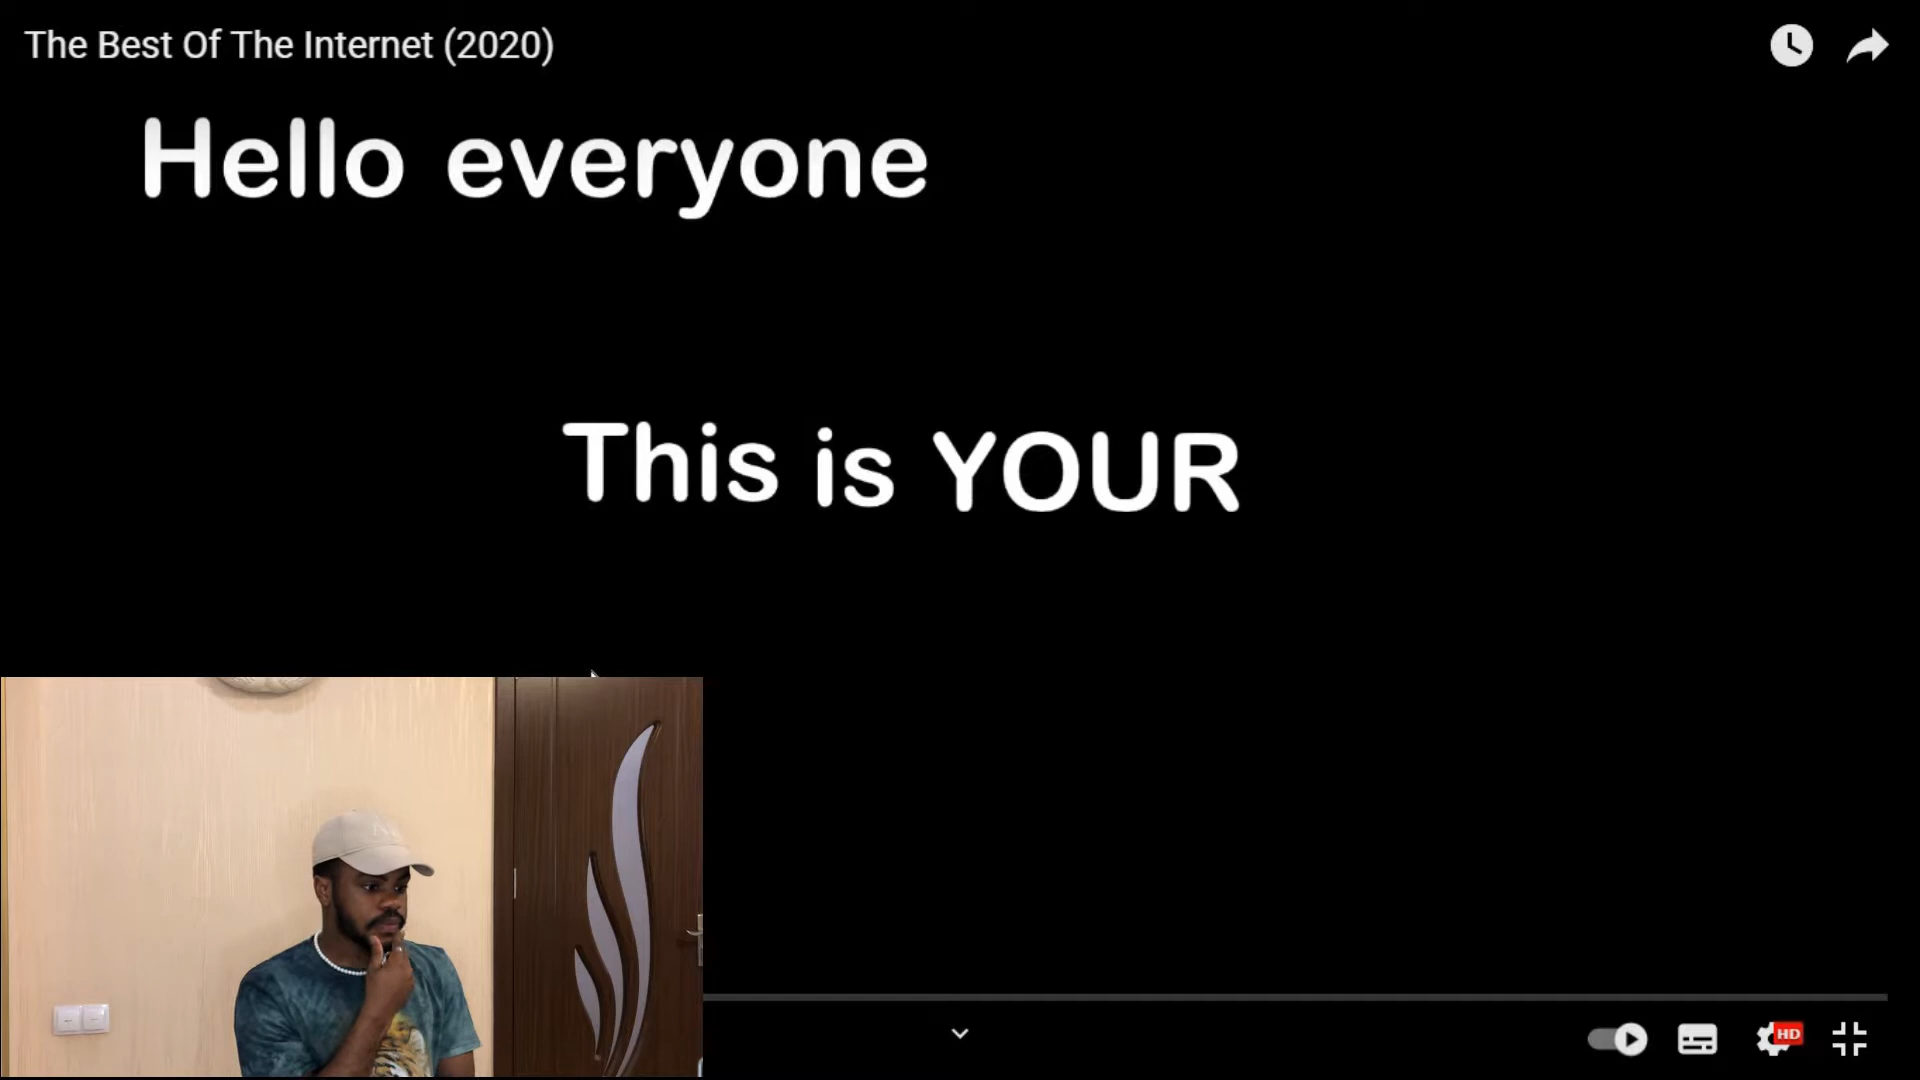 The Best Of The Internet (2020)
Hello everyone
This is YOUR
HD